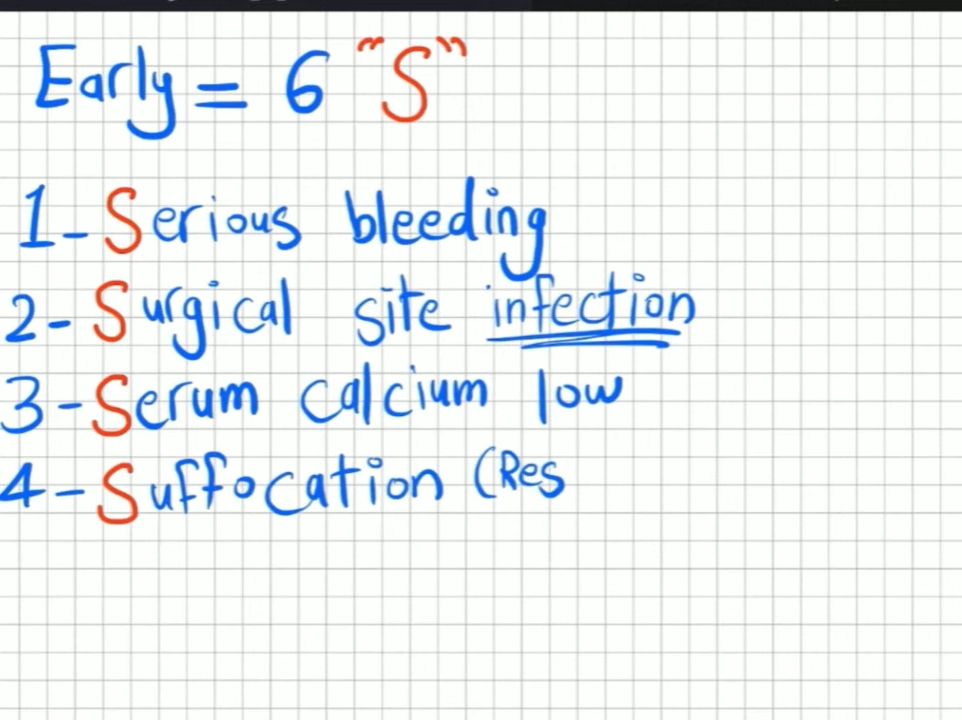 Early = 6 "S"
1- Serious bleeding
2- Surgical site infection
3- Serum calcium low
4- Suffocation (Res